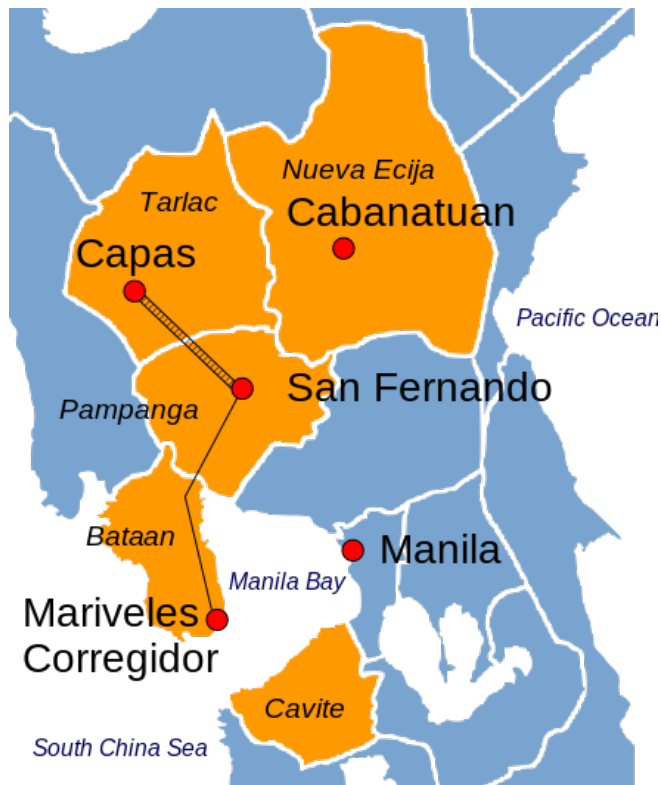 Nueva Ecija
Tarlac
Cabanatuan
Capas
Pacific Ocean
San Fernando
Pampanga
Bataan
Manila
Manila Bay
Mariveles
Corregidor
Cavite
South China Sea